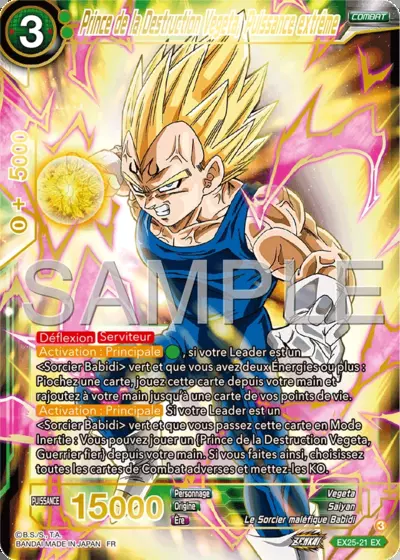 3
Prince de la Destruction Vegeta, Puissance extrême
COMBAT
0 + 5000
SAMPLE
Déflexion Serviteur
Activation : Principale , si votre Leader est un
<Sorcier Babidi> vert et que vous avez deux Énergies ou plus :
Piochez une carte, jouez cette carte depuis votre main et
rajoutez à votre main jusqu'à une carte de vos points de vie.
Activation : Principale Si votre Leader est un
<Sorcier Babidi> vert et que vous passez cette carte en Mode
Inertie : Vous pouvez jouer un {Prince de la Destruction Vegeta,
Guerrier fier} depuis votre main. Si vous faites ainsi, choisissez
toutes les cartes de Combat adverses et mettez-les KO.
PUISSANCE
15000
Personnage Vegeta
Origine Saiyan
Ère Le Sorcier maléfique Babidi
3
©B.S./S., T.A.
BANDAI MADE IN JAPAN FR
EX25-21 EX